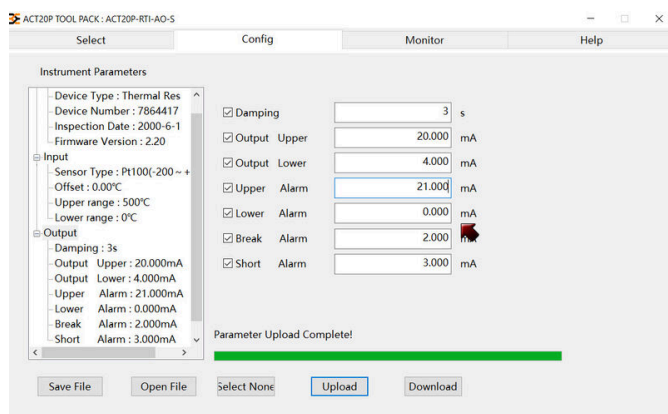 ACT20P TOOL PACK : ACT20P-RTI-AO-S
Select Config Monitor Help
Instrument Parameters
Device Type : Thermal Res
Device Number : 7864417
Inspection Date : 2000-6-1
Firmware Version : 2.20
Input
Sensor Type : Pt100(-200 ~ +
Offset : 0.00℃
Upper range : 500℃
Lower range : 0℃
Output
Damping : 3s
Output Upper : 20.000mA
Output Lower : 4.000mA
Upper Alarm : 21.000mA
Lower Alarm : 0.000mA
Break Alarm : 2.000mA
Short Alarm : 3.000mA
Damping 3 s
Output Upper 20.000 mA
Output Lower 4.000 mA
Upper Alarm 21.000 mA
Lower Alarm 0.000 mA
Break Alarm 2.000 mA
Short Alarm 3.000 mA
Parameter Upload Complete!
Save File Open File Select None Upload Download